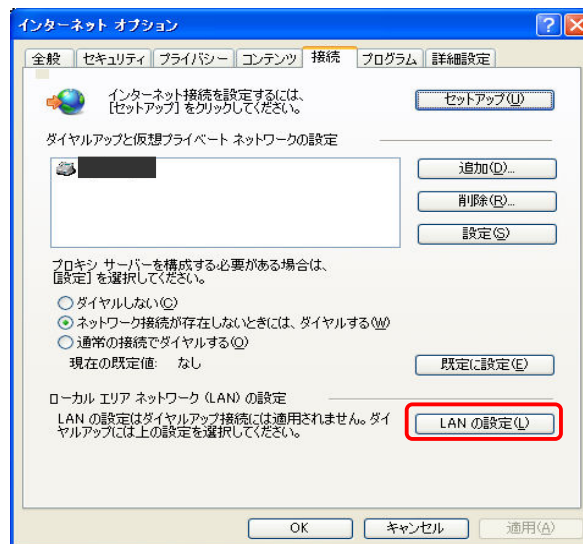 インターネット オプション
全般 セキュリティ プライバシー コンテンツ 接続 プログラム 詳細設定
インターネット接続を設定するには、
[セットアップ] をクリックしてください。
セットアップ(U)
ダイヤルアップと仮想プライベート ネットワークの設定
追加(D)...
削除(R)...
設定(S)
プロキシ サーバーを構成する必要がある場合は、
[設定] を選択してください。
ダイヤルしない(C)
ネットワーク接続が存在しないときには、ダイヤルする(W)
通常の接続でダイヤルする(O)
現在の既定値: なし
既定に設定(E)
ローカル エリア ネットワーク (LAN) の設定
LAN の設定はダイヤルアップ接続には適用されません。ダイ
ヤルアップには上の設定を選択してください。
LAN の設定(L)
OK キャンセル 適用(A)